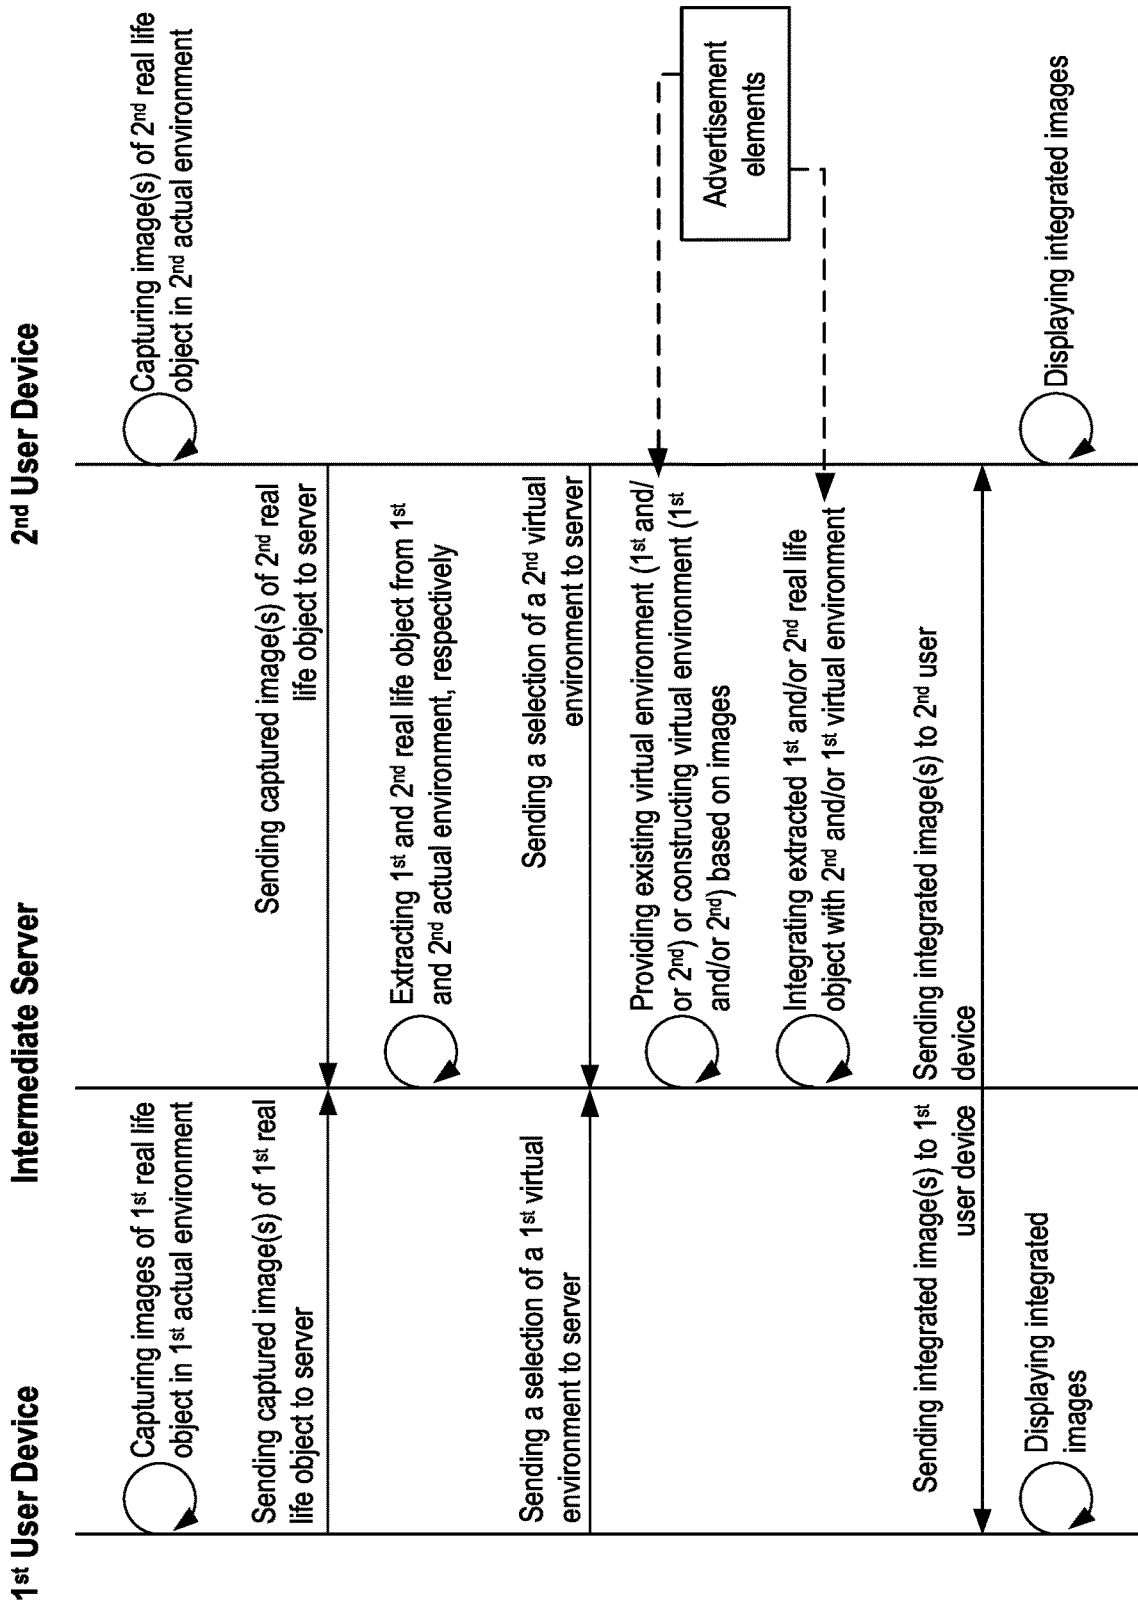 1st User Device
Intermediate Server
2nd User Device
Capturing images of 1st real life
object in 1st actual environment
Capturing image(s) of 2nd real life
object in 2nd actual environment
Sending captured image(s) of 1st real
life object to server
Sending captured image(s) of 2nd real
life object to server
Extracting 1st and 2nd real life object from 1st
and 2nd actual environment, respectively
Sending a selection of a 1st virtual
environment to server
Sending a selection of a 2nd virtual
environment to server
Providing existing virtual environment (1st and/
or 2nd) or constructing virtual environment (1st
and/or 2nd) based on images
Advertisement
elements
Integrating extracted 1st and/or 2nd real life
object with 2nd and/or 1st virtual environment
Sending integrated image(s) to 1st
user device
Sending integrated image(s) to 2nd user
device
Displaying integrated
images
Displaying integrated images